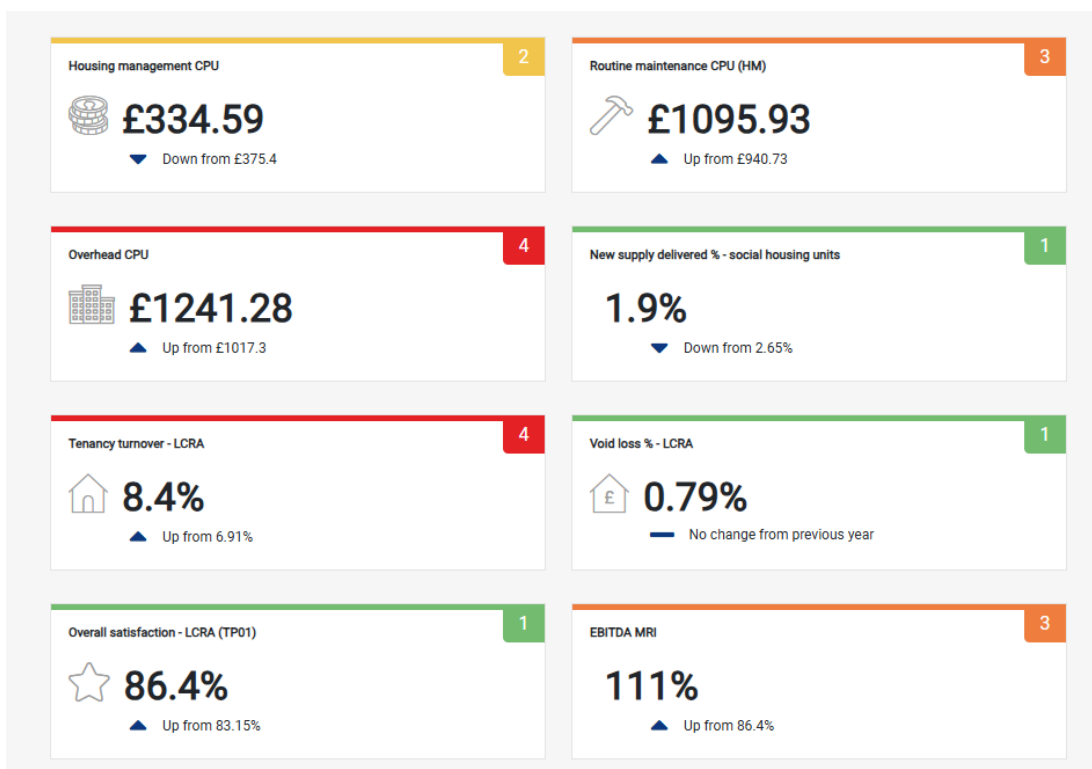 Housing management CPU
2
£334.59
Down from £375.4
Routine maintenance CPU (HM)
3
£1095.93
Up from £940.73
Overhead CPU
4
£1241.28
Up from £1017.3
New supply delivered % - social housing units
1
1.9%
Down from 2.65%
Tenancy turnover - LCRA
4
8.4%
Up from 6.91%
Void loss % - LCRA
1
£
0.79%
No change from previous year
Overall satisfaction - LCRA (TP01)
1
86.4%
Up from 83.15%
EBITDA MRI
3
111%
Up from 86.4%